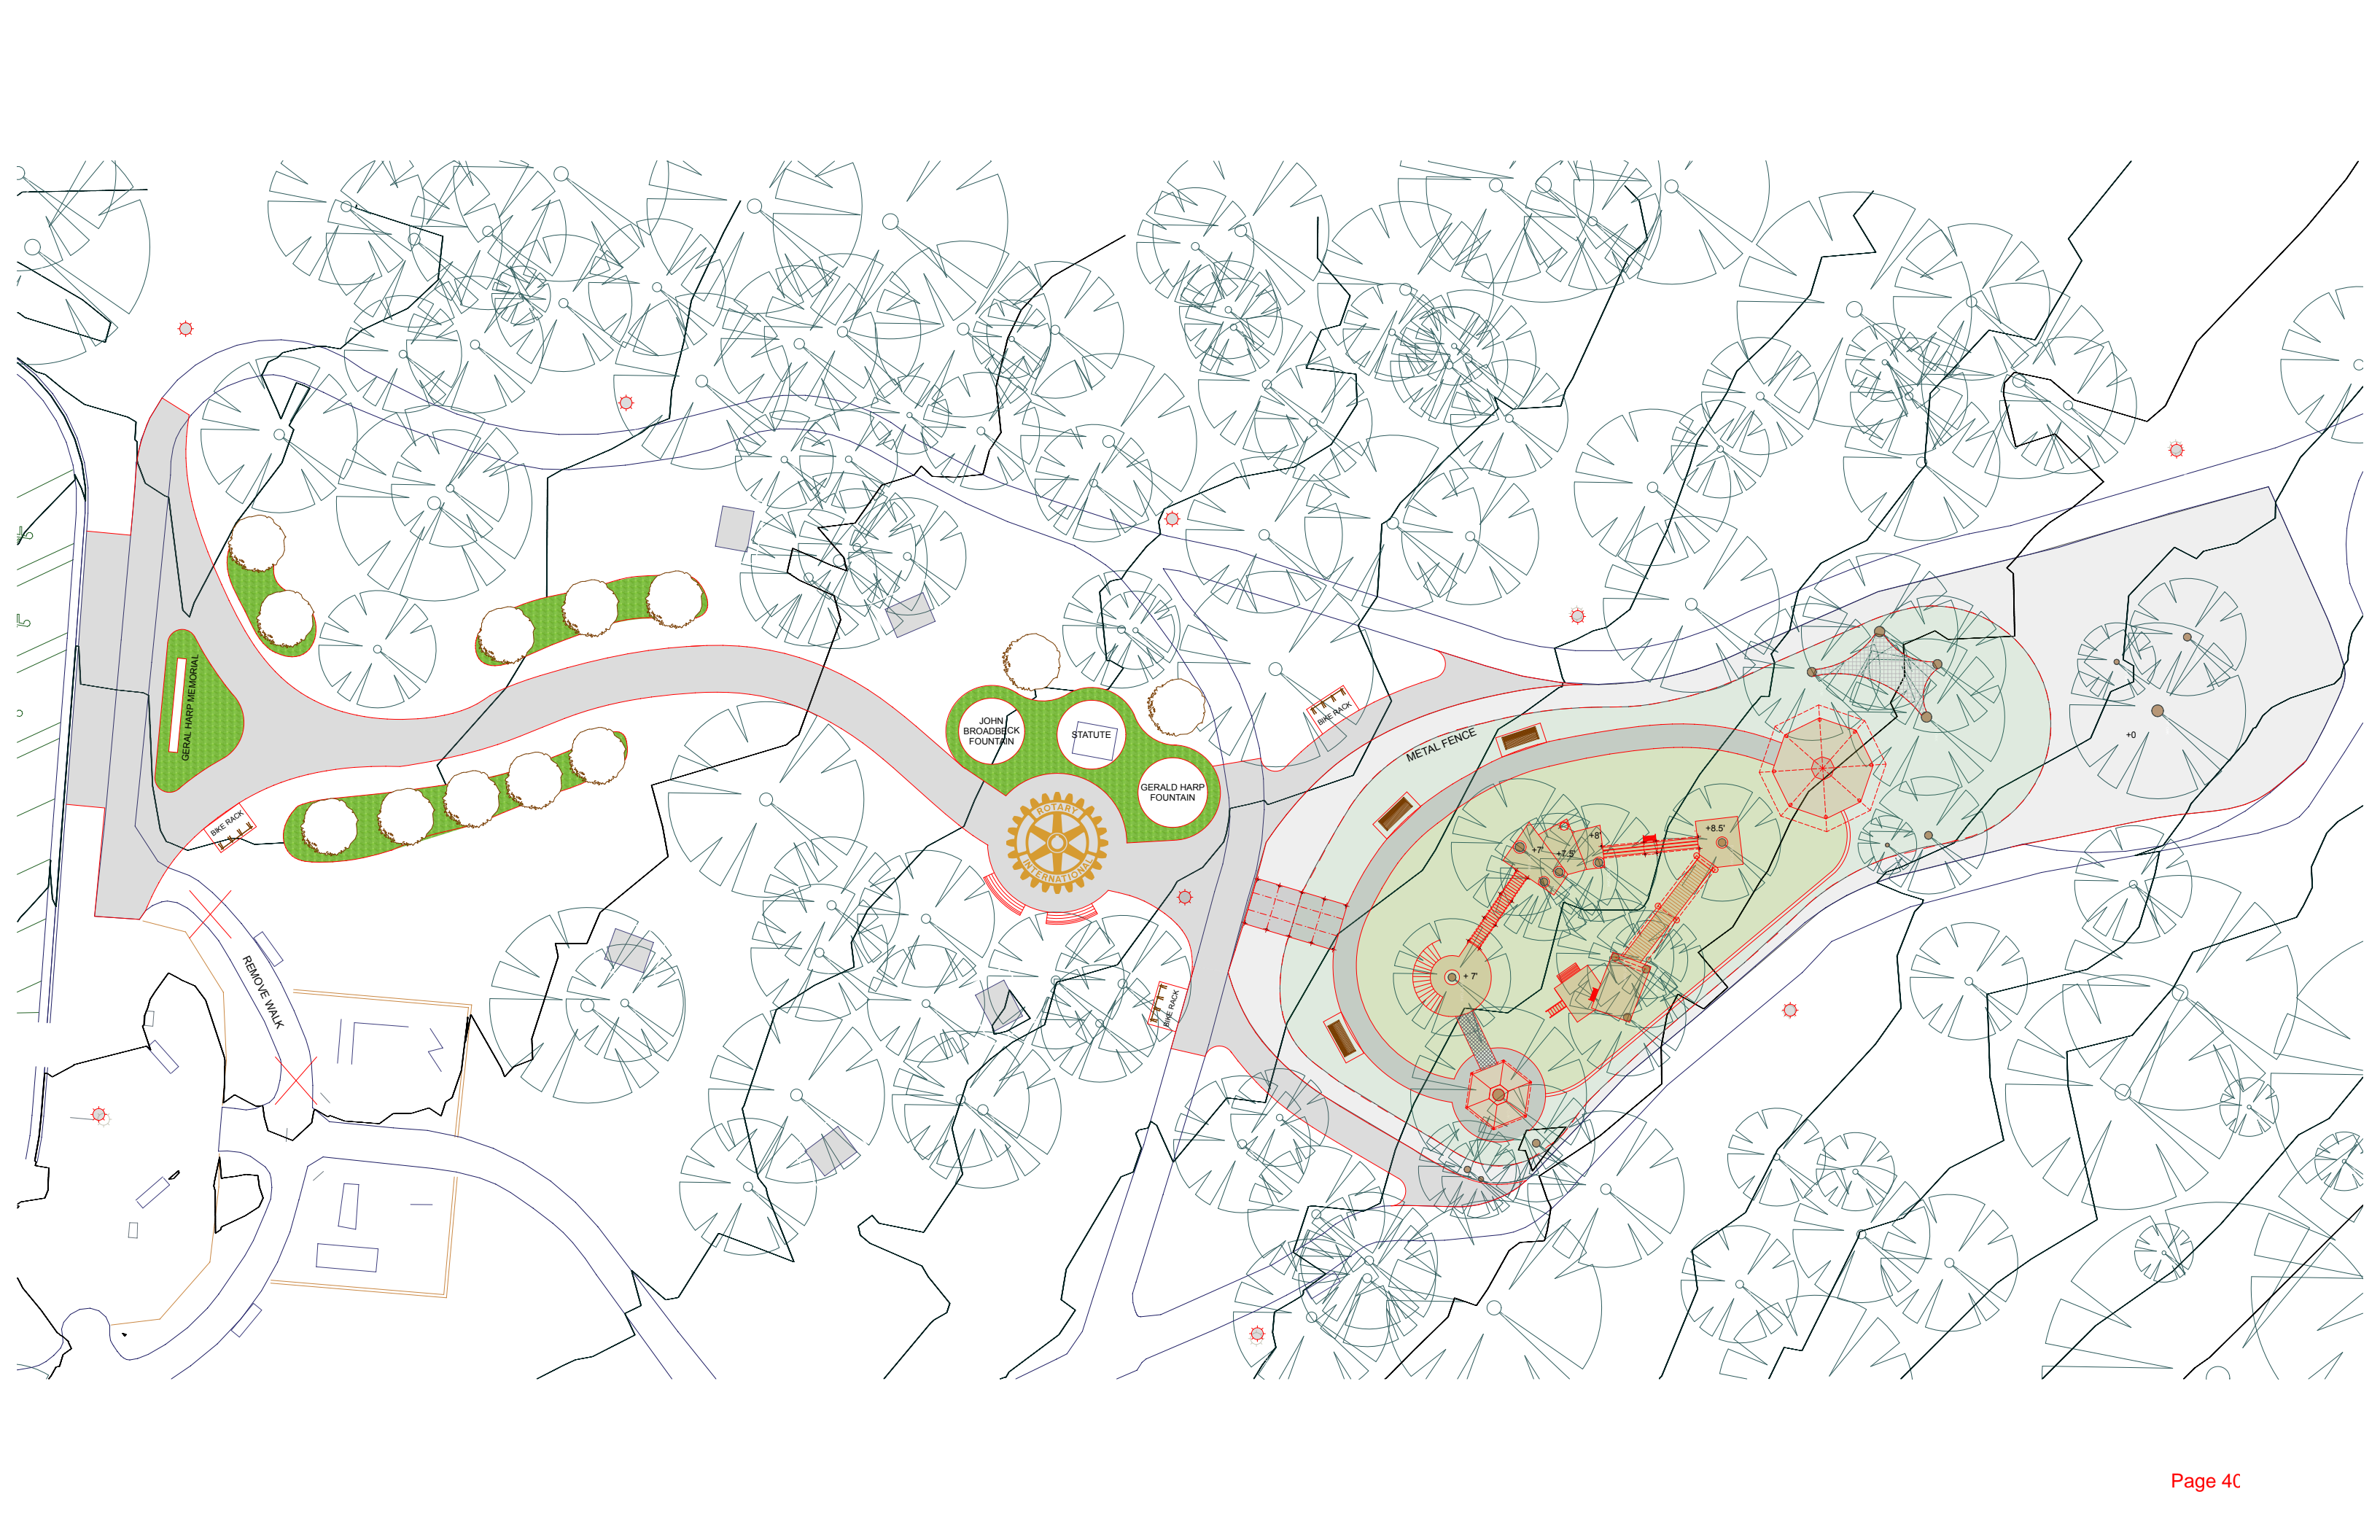 GERAL HARP MEMORIAL
BIKE RACK
REMOVE WALK
JOHN
BROADBECK
FOUNTAIN
STATUTE
GERALD HARP
FOUNTAIN
ROTARY
INTERNATIONAL
BIKE RACK
BIKE RACK
METAL FENCE
+8'
+8.5'
+7'
+7.5'
+ 7'
+0
Page 40